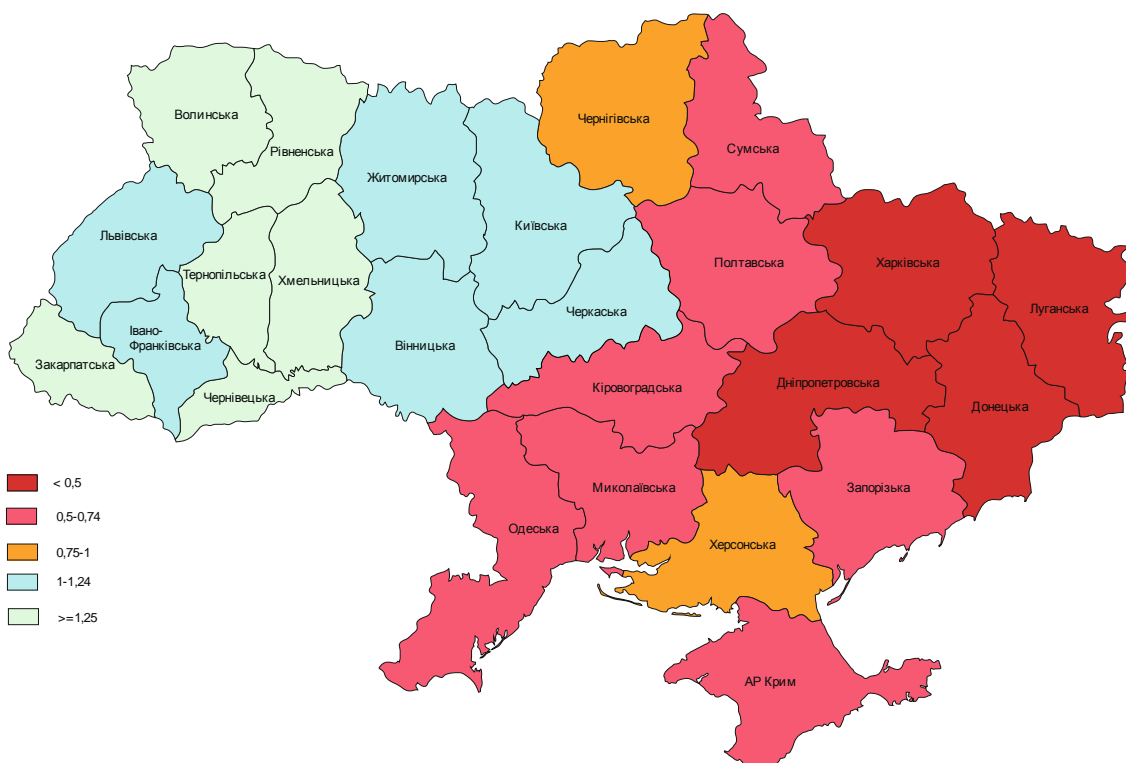 Чернігівська
Волинська
Сумська
Рівненська
Житомирська
Київська
Львівська
Полтавська
Харківська
Тернопільська
Хмельницька
Луганська
Черкаська
Івано-
Франківська
Вінницька
Закарпатська
Кіровоградська
Дніпропетровська
Чернівецька
Донецька
< 0,5
0,5-0,74
0,75-1
1-1,24
>=1,25
Миколаївська
Запорізька
Одеська
Херсонська
АР Крим